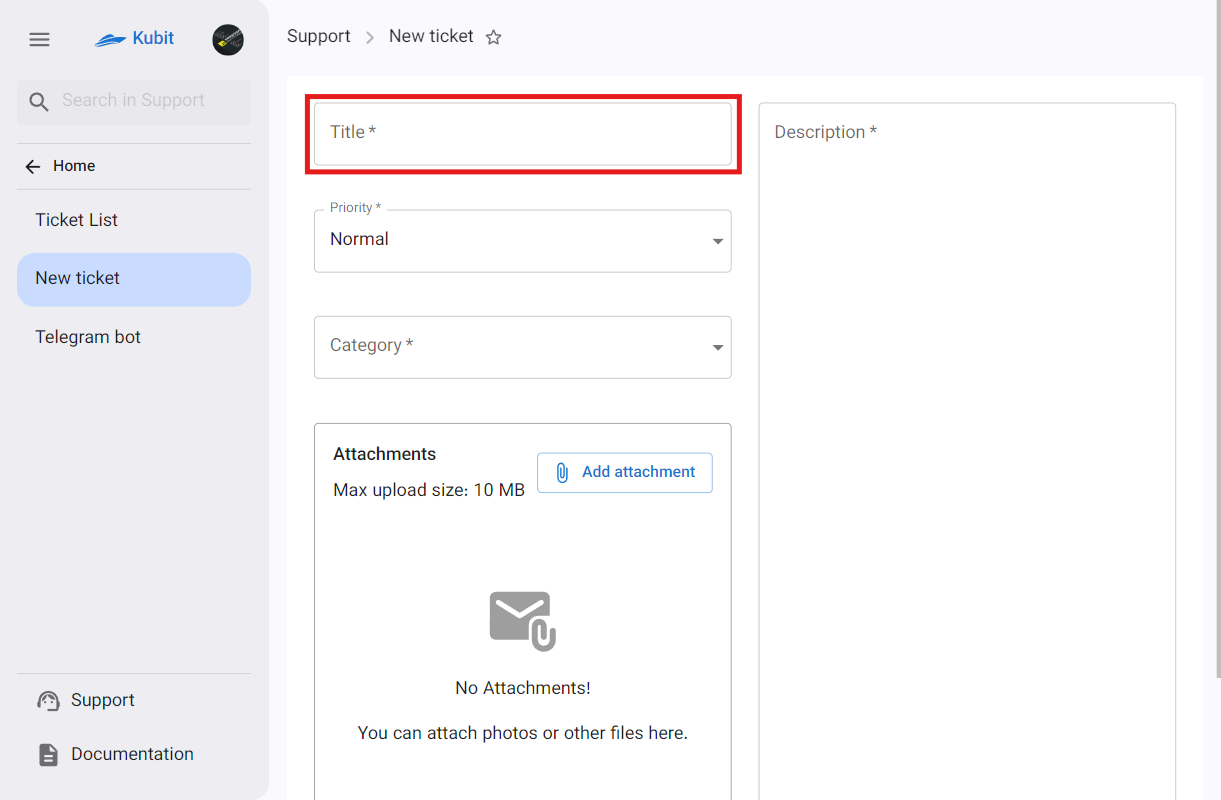 Kubit
Search in Support
Home
Ticket List
New ticket
Telegram bot
Support
Documentation
Support > New ticket
Title *
Priority *
Normal
Category *
Attachments
Max upload size: 10 MB
Add attachment
No Attachments!
You can attach photos or other files here.
Description *